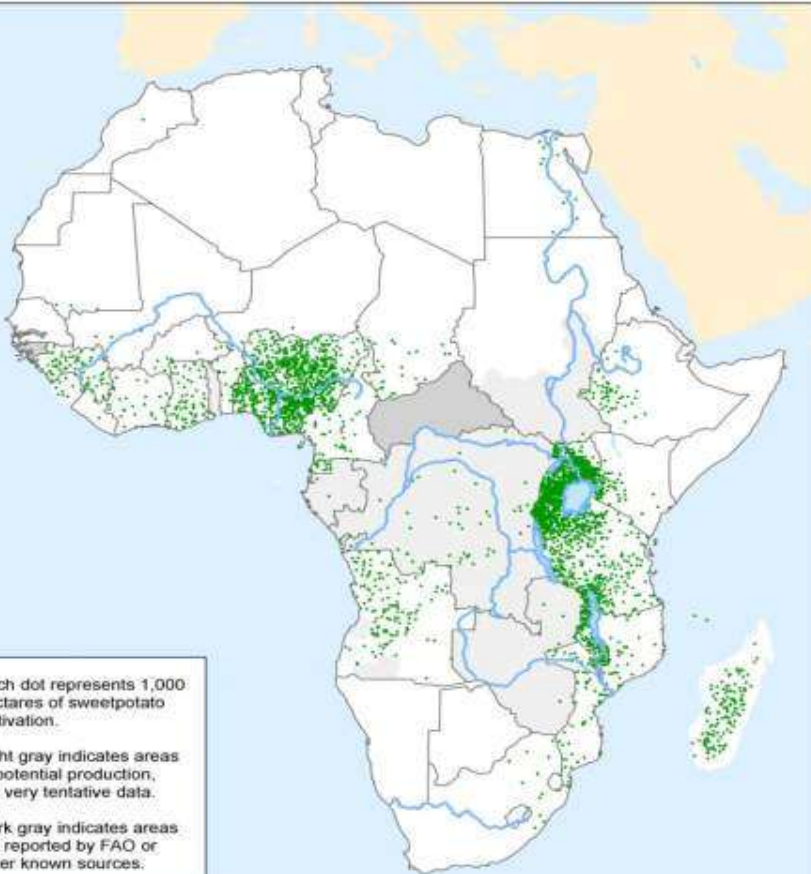 ch dot represents 1,000
ctares of sweetpotato
tivation.
ht gray indicates areas
potential production,
very tentative data.
rk gray indicates areas
reported by FAO or
er known sources.